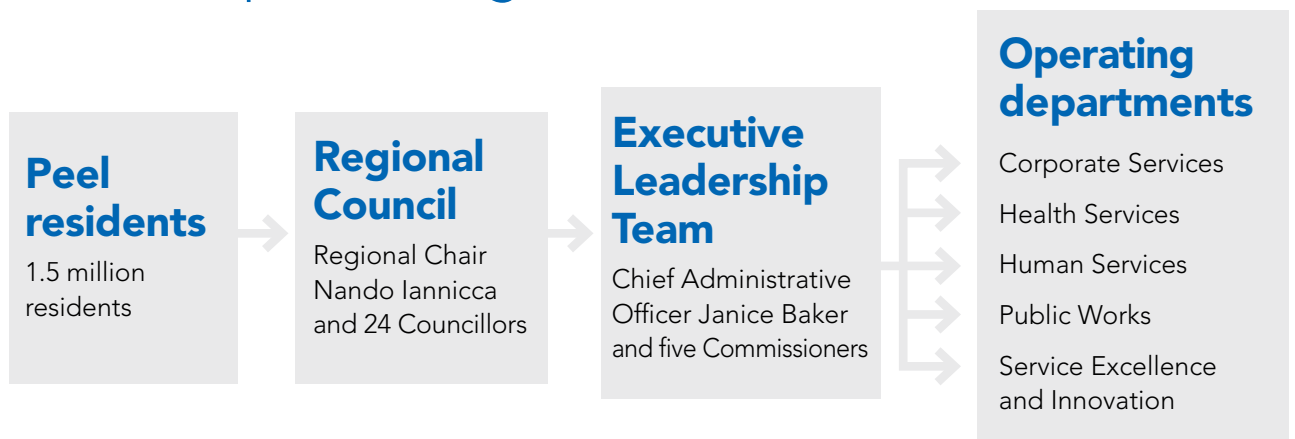 Peel
residents
1.5 million
residents
Regional
Council
Regional Chair
Nando Iannicca
and 24 Councillors
Executive
Leadership
Team
Chief Administrative
Officer Janice Baker
and five Commissioners
Operating
departments
Corporate Services
Health Services
Human Services
Public Works
Service Excellence
and Innovation